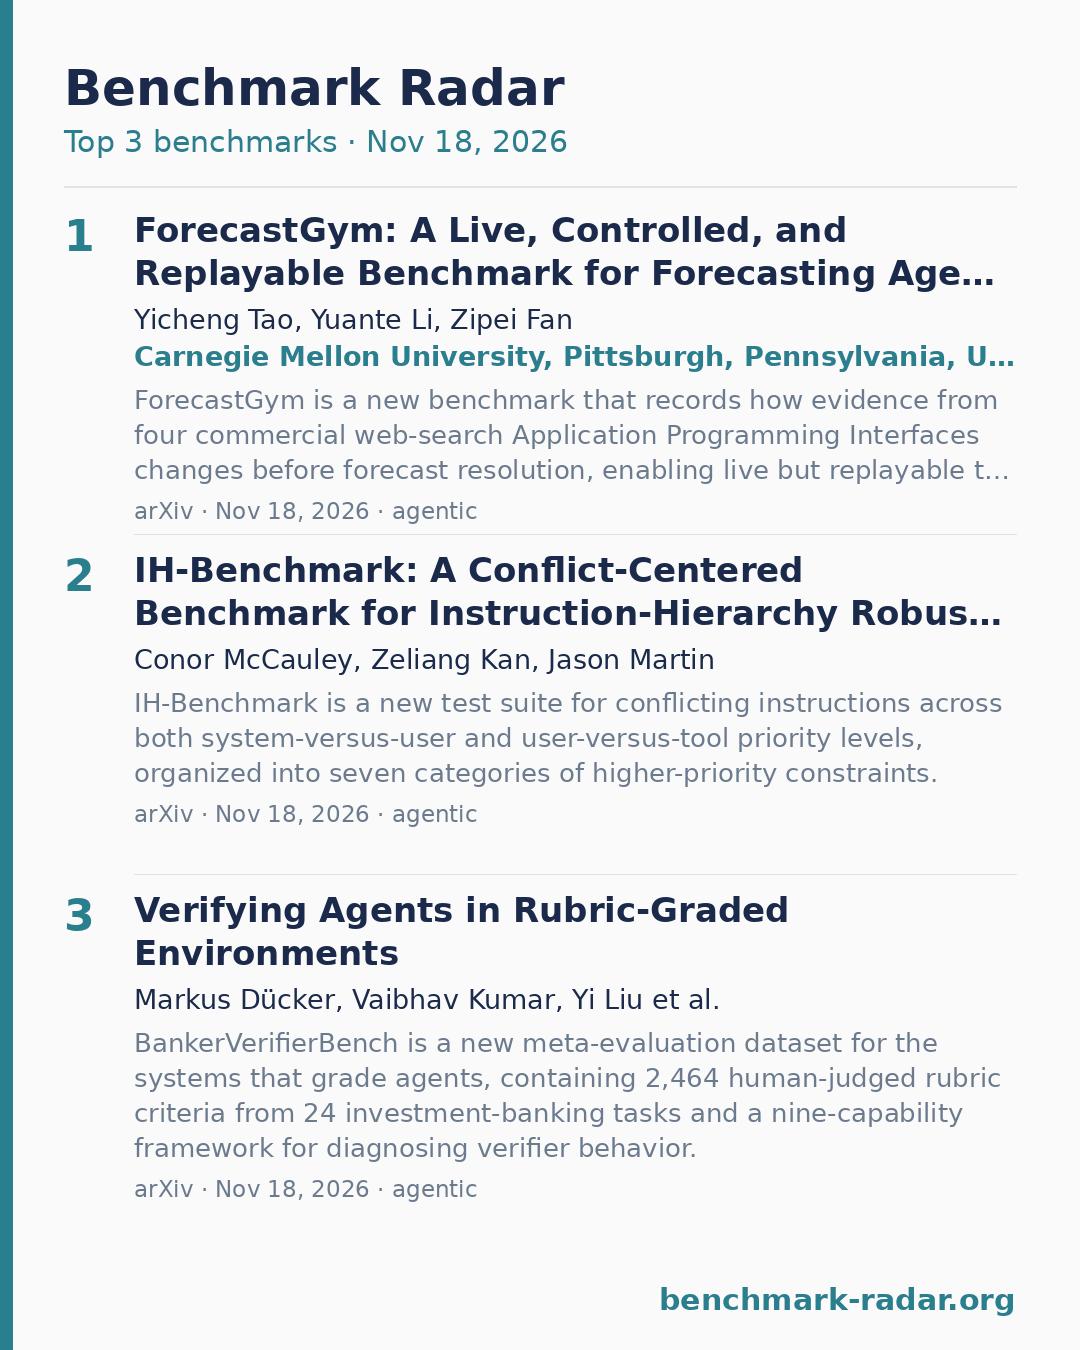 Benchmark Radar
Top 3 benchmarks · Nov 18, 2026
1
ForecastGym: A Live, Controlled, and
Replayable Benchmark for Forecasting Age...
Yicheng Tao, Yuante Li, Zipei Fan
Carnegie Mellon University, Pittsburgh, Pennsylvania, U...
ForecastGym is a new benchmark that records how evidence from
four commercial web-search Application Programming Interfaces
changes before forecast resolution, enabling live but replayable t...
arXiv · Nov 18, 2026 · agentic
2
IH-Benchmark: A Conflict-Centered
Benchmark for Instruction-Hierarchy Robus...
Conor McCauley, Zeliang Kan, Jason Martin
IH-Benchmark is a new test suite for conflicting instructions across
both system-versus-user and user-versus-tool priority levels,
organized into seven categories of higher-priority constraints.
arXiv · Nov 18, 2026 · agentic
3
Verifying Agents in Rubric-Graded
Environments
Markus Dücker, Vaibhav Kumar, Yi Liu et al.
BankerVerifierBench is a new meta-evaluation dataset for the
systems that grade agents, containing 2,464 human-judged rubric
criteria from 24 investment-banking tasks and a nine-capability
framework for diagnosing verifier behavior.
arXiv · Nov 18, 2026 · agentic
benchmark-radar.org